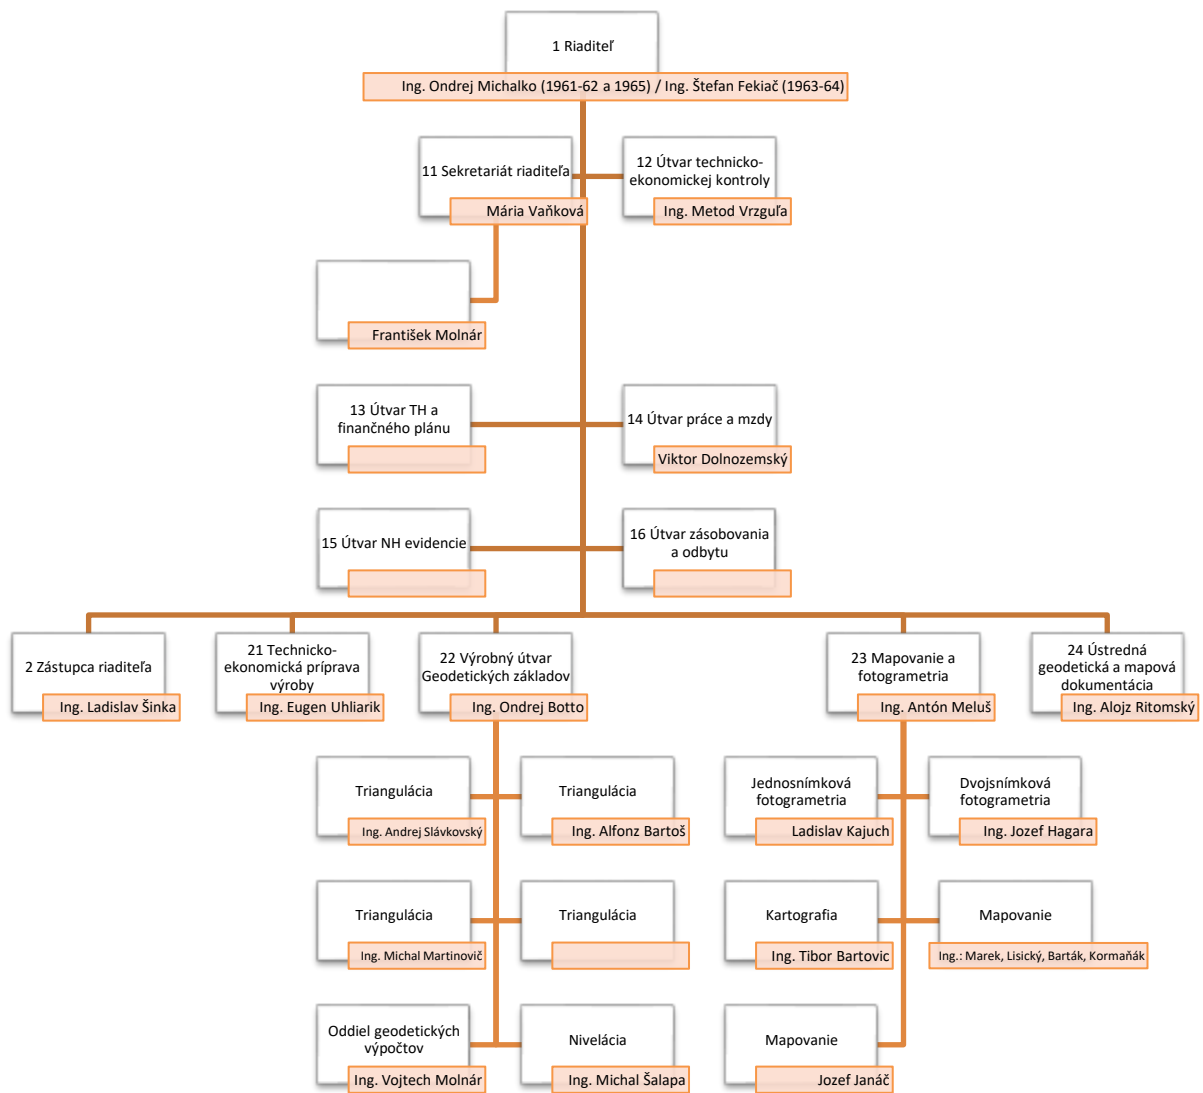 1 Riaditeľ
Ing. Ondrej Michalko (1961-62 a 1965) / Ing. Štefan Fekiač (1963-64)
11 Sekretariát riaditeľa
Mária Vaňková
12 Útvar technicko-
ekonomickej kontroly
Ing. Metod Vrzguľa
František Molnár
13 Útvar TH a
finančného plánu
14 Útvar práce a mzdy
Viktor Dolnozemský
15 Útvar NH evidencie
16 Útvar zásobovania
a odbytu
2 Zástupca riaditeľa
Ing. Ladislav Šinka
21 Technicko-
ekonomická príprava
výroby
Ing. Eugen Uhliarik
22 Výrobný útvar
Geodetických základov
Ing. Ondrej Botto
23 Mapovanie a
fotogrametria
Ing. Antón Meluš
24 Ústredná
geodetická a mapová
dokumentácia
Ing. Alojz Ritomský
Triangulácia
Ing. Andrej Slávkovský
Triangulácia
Ing. Alfonz Bartoš
Jednosnímková
fotogrametria
Ladislav Kajuch
Dvojsnímková
fotogrametria
Ing. Jozef Hagara
Triangulácia
Ing. Michal Martinovič
Triangulácia
Kartografia
Ing. Tibor Bartovic
Mapovanie
Ing.: Marek, Lisický, Barták, Kormaňák
Oddiel geodetických
výpočtov
Ing. Vojtech Molnár
Nivelácia
Ing. Michal Šalapa
Mapovanie
Jozef Janáč